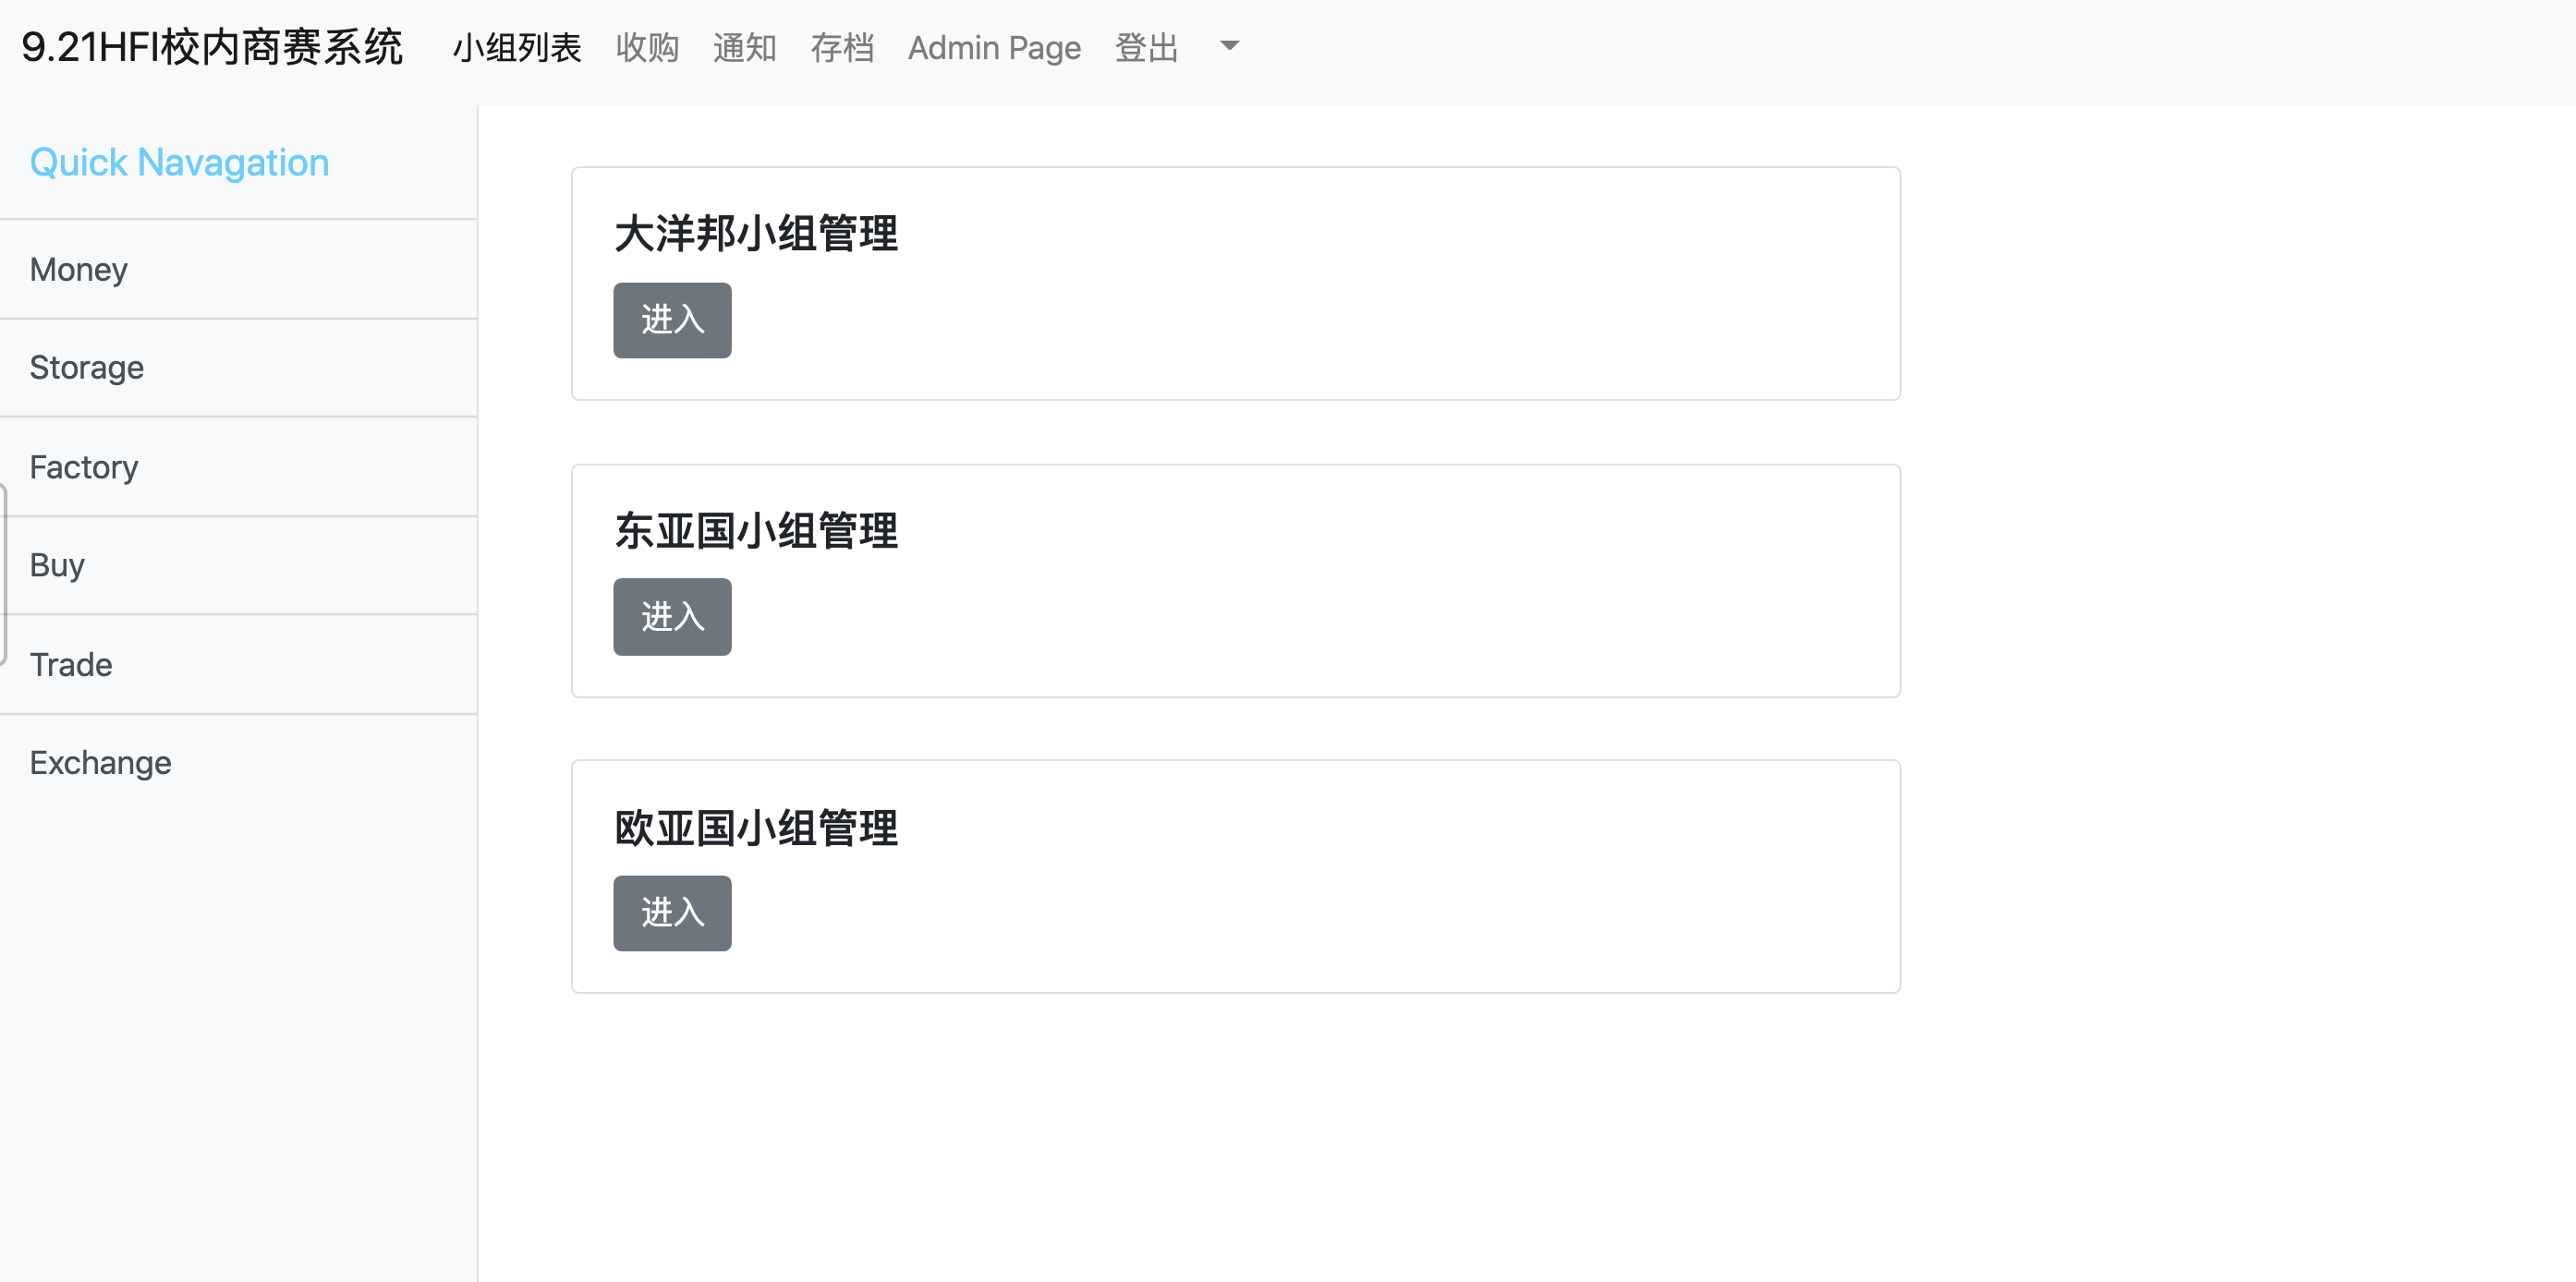 9.21HFI校内商赛系统 小组列表 收购 通知 存档 Admin Page 登出
Quick Navagation
Money
Storage
Factory
Buy
Trade
Exchange
大洋邦小组管理
进入
东亚国小组管理
进入
欧亚国小组管理
进入